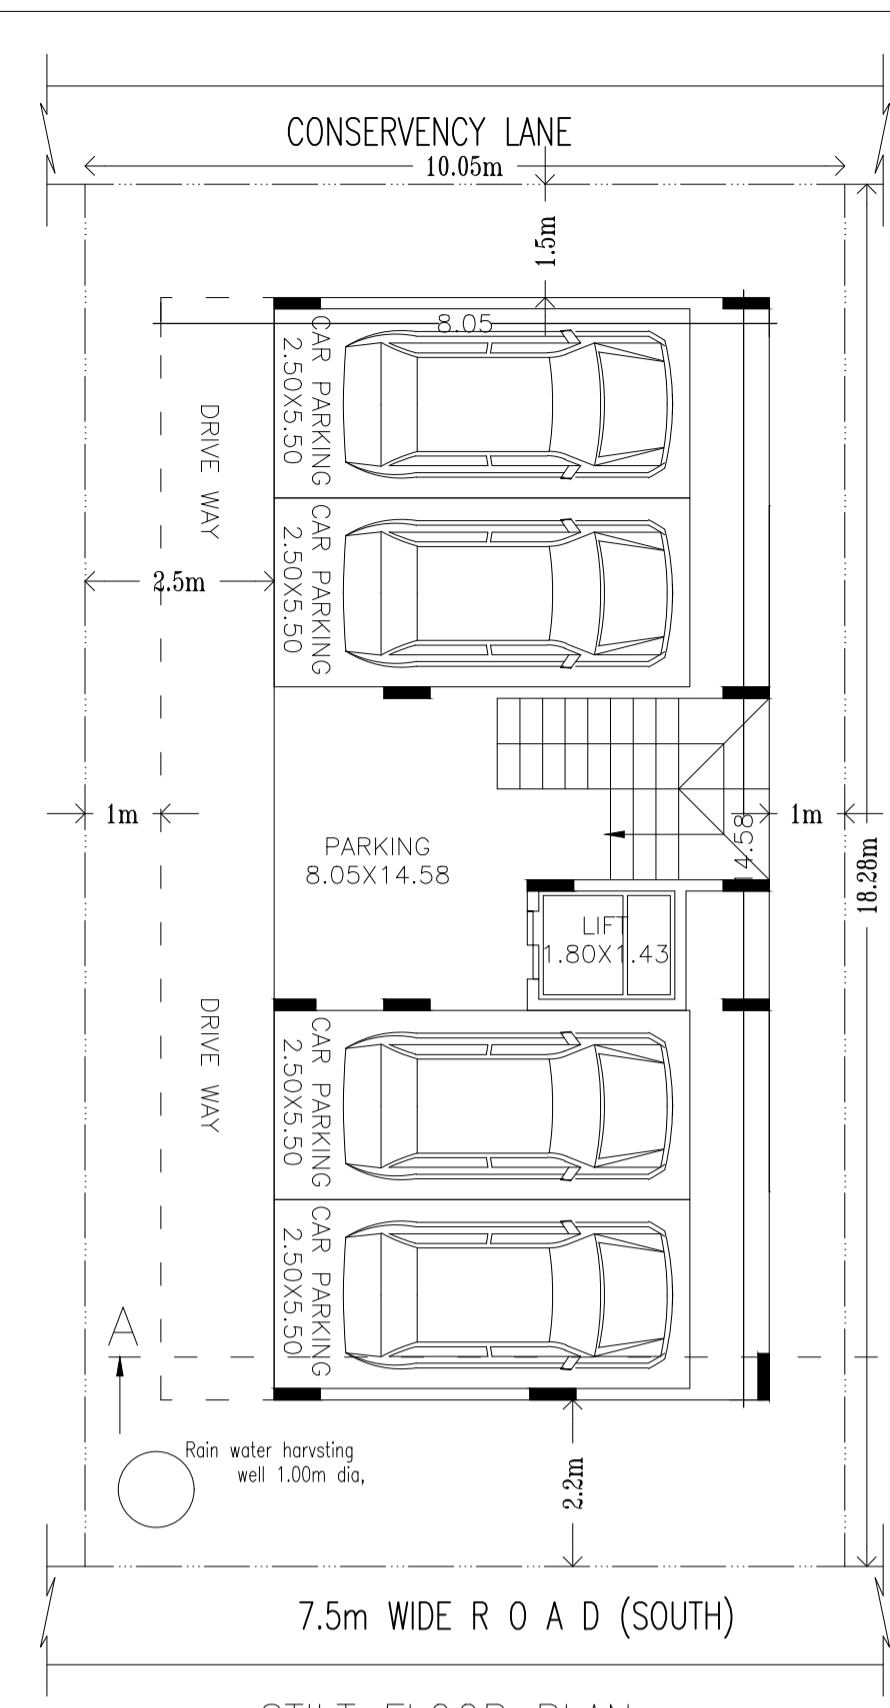 CONSERVENCY LANE
10.05m
1.5m
8.05
CAR PARKING
2.50X5.50
DRIVE WAY
CAR PARKING
2.50X5.50
2.5m
1m
PARKING
8.05X14.58
14.58
1m
18.28m
LIFT
1.80X1.43
DRIVE WAY
CAR PARKING
2.50X5.50
CAR PARKING
2.50X5.50
A
Rain water harvsting
well 1.00m dia,
2.2m
7.5m WIDE R O A D (SOUTH)
STILT FLOOR PLAN